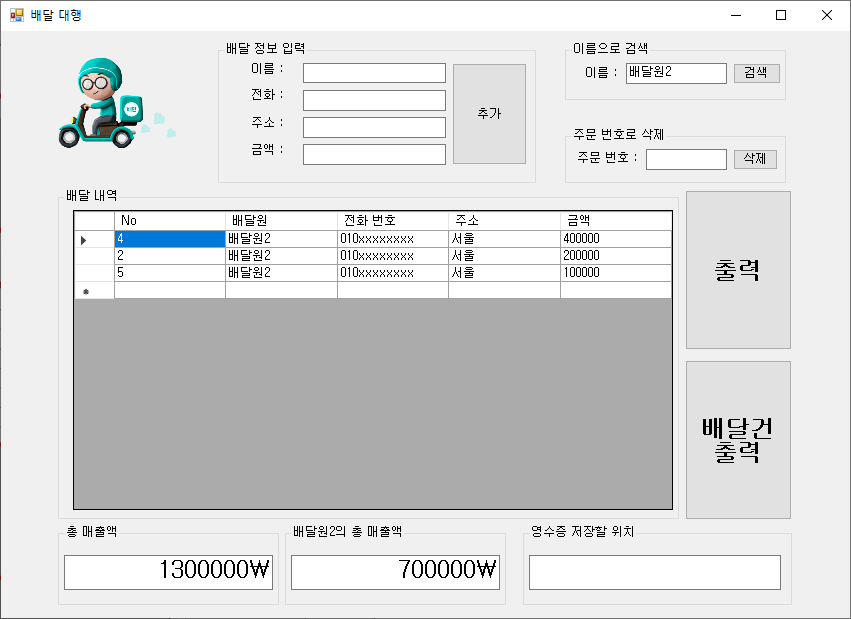 배달 대행
배달 정보 입력
이름 :
전화 :
주소 :
금액 :
추가
이름으로 검색
이름 : 배달원2 검색
주문 번호로 삭제
주문 번호 : 삭제
배달 내역
No 배달원 전화 번호 주소 금액
4 배달원2 010xxxxxxxx 서울 400000
2 배달원2 010xxxxxxxx 서울 200000
5 배달원2 010xxxxxxxx 서울 100000
출력
배달건
출력
총 매출액
1300000₩
배달원2의 총 매출액
700000₩
영수증 저장할 위치